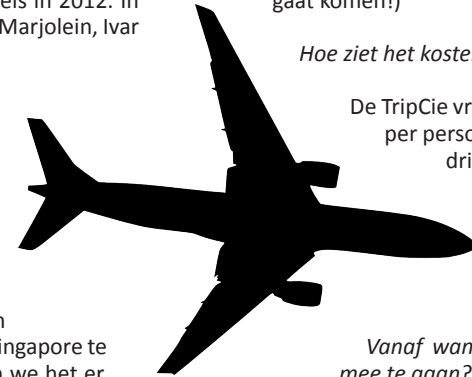 els in 2012. In
Marjolein, Ivar
ingapore te
we het er
gaat komen!)
Hoe ziet het koste
De TripCie vr
per perso
dri
Vanaf wan
mee te gaan?